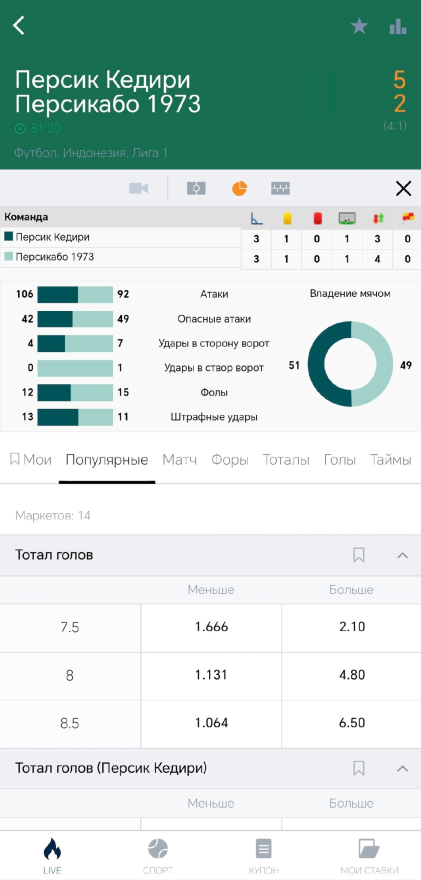 Персик Кедири 5
Персикабо 1973 2
81:30 (4:1)
Футбол. Индонезия. Лига 1
Команда
Персик Кедири 3 1 0 1 3 0
Персикабо 1973 3 1 0 1 4 0
106 92 Атаки Владение мячом
42 49 Опасные атаки
4 7 Удары в сторону ворот
0 1 Удары в створ ворот 51 49
12 15 Фолы
13 11 Штрафные удары
Мои Популярные Матч Форы Тоталы Голы Таймы
Маркетов: 14
Тотал голов
Меньше Больше
7.5 1.666 2.10
8 1.131 4.80
8.5 1.064 6.50
Тотал голов (Персик Кедири)
Меньше Больше
LIVE СПОРТ КУПОН МОИ СТАВКИ